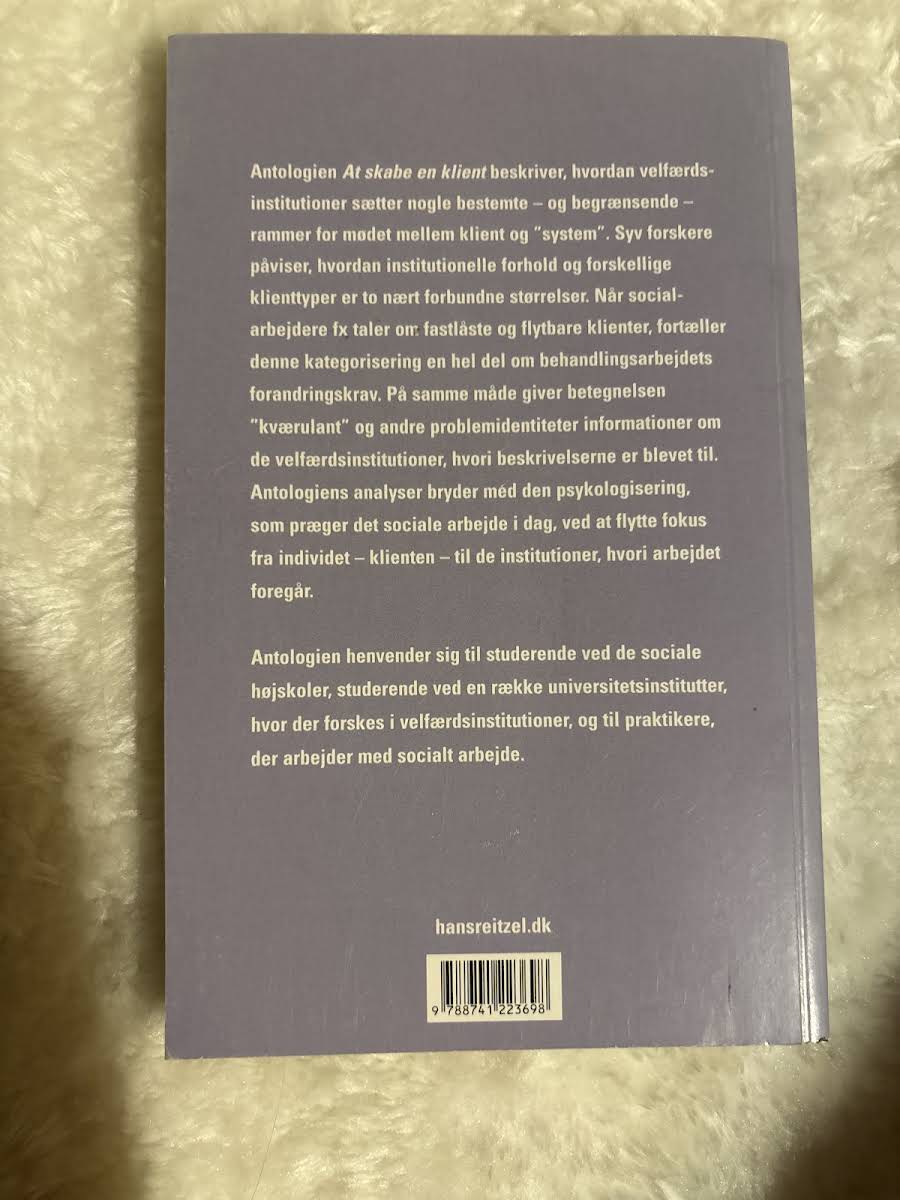 Antologien At skabe en klient beskriver, hvordan velfærds-
institutioner sætter nogle bestemte – og begrænsende –
rammer for mødet mellem klient og "system". Syv forskere
påviser, hvordan institutionelle forhold og forskellige
klienttyper er to nært forbundne størrelser. Når social-
arbejdere fx taler om fastlåste og flytbare klienter, fortæller
denne kategorisering en hel del om behandlingsarbejdets
forandringskrav. På samme måde giver betegnelsen
"kværulant" og andre problemidentiteter informationer om
de velfærdsinstitutioner, hvori beskrivelserne er blevet til.
Antologiens analyser bryder med den psykologisering,
som præger det sociale arbejde i dag, ved at flytte fokus
fra individet – klienten – til de institutioner, hvori arbejdet
foregår.
Antologien henvender sig til studerende ved de sociale
højskoler, studerende ved en række universitetsinstitutter,
hvor der forskes i velfærdsinstitutioner, og til praktikere,
der arbejder med socialt arbejde.
hansreitzel.dk
9 788741 223698